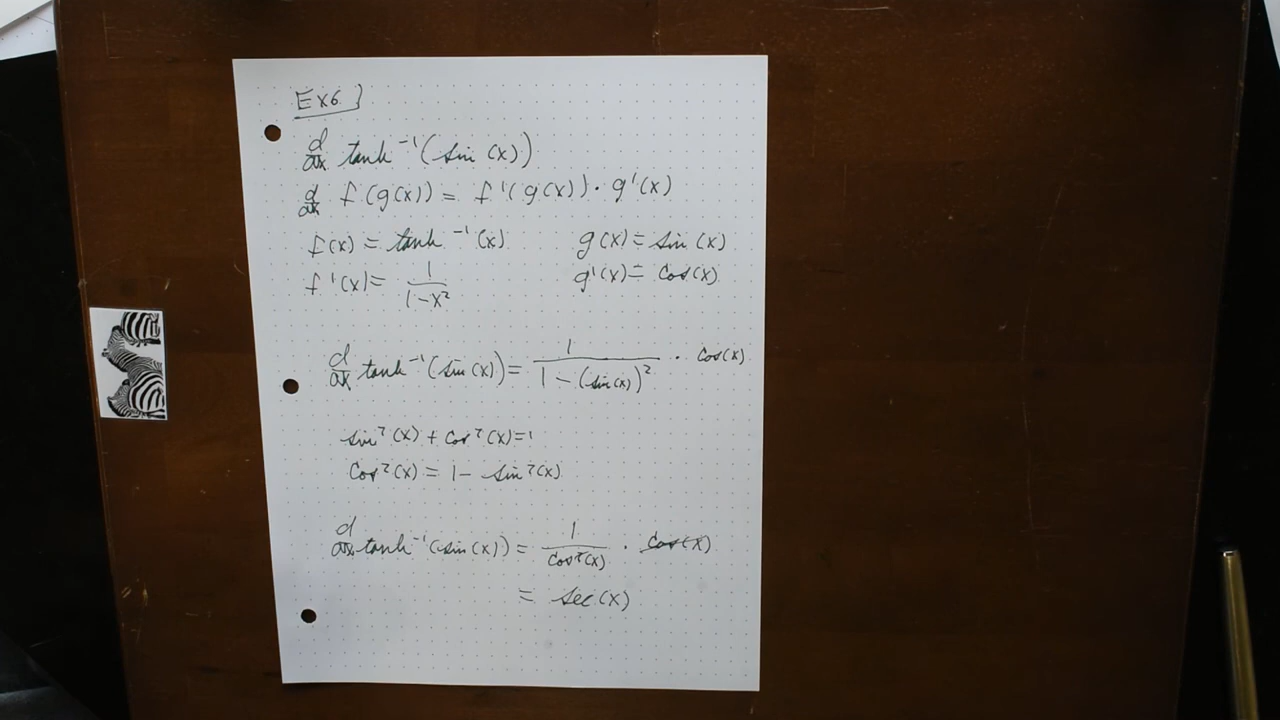 Ex6.)
d/dx tanh⁻¹(sin(x))
d/dx f(g(x)) = f'(g(x)) · g'(x)
f(x) = tanh⁻¹(x) g(x) = sin(x)
f'(x) = 1/(1-x²) g'(x) = cos(x)
d/dx tanh⁻¹(sin(x)) = 1/(1-(sin(x))²) · cos(x)
sin²(x) + cos²(x) = 1
cos²(x) = 1 - sin²(x)
d/dx tanh⁻¹(sin(x)) = 1/cos²(x) · cos(x)
= sec(x)